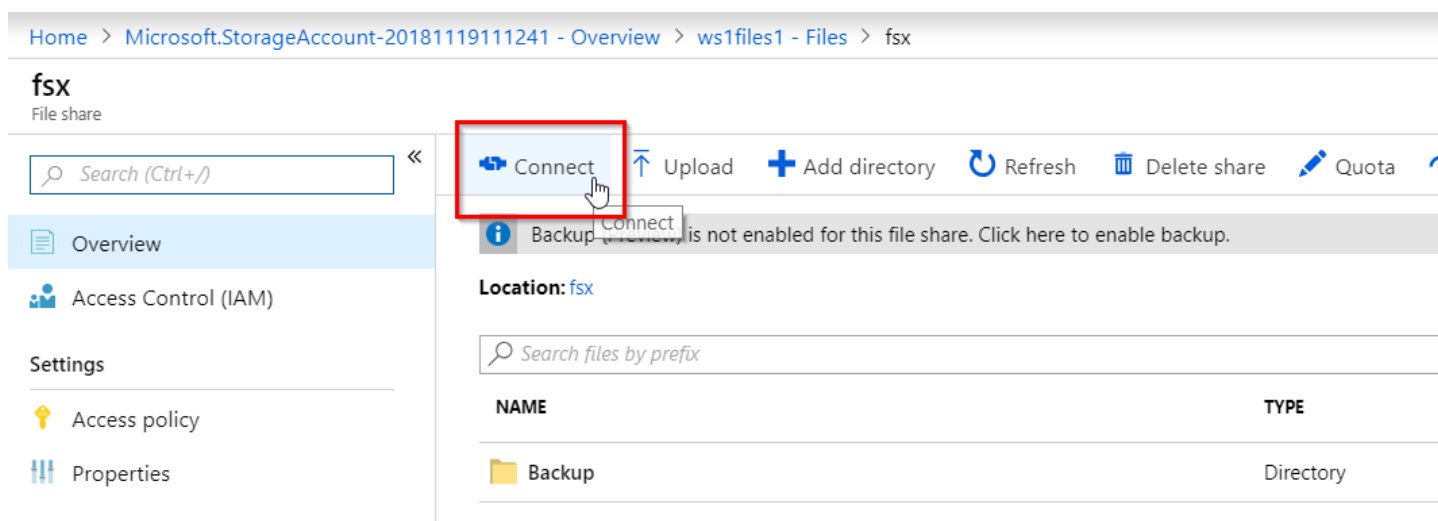 Home > Microsoft.StorageAccount-20181119111241 - Overview > ws1files1 - Files > fsx
fsx
File share
Search (Ctrl+/)
«
Connect
Upload
Add directory
Refresh
Delete share
Quota
Connect
Backup (Preview) is not enabled for this file share. Click here to enable backup.
Overview
Access Control (IAM)
Settings
Access policy
Properties
Location: fsx
Search files by prefix
NAME TYPE
Backup Directory